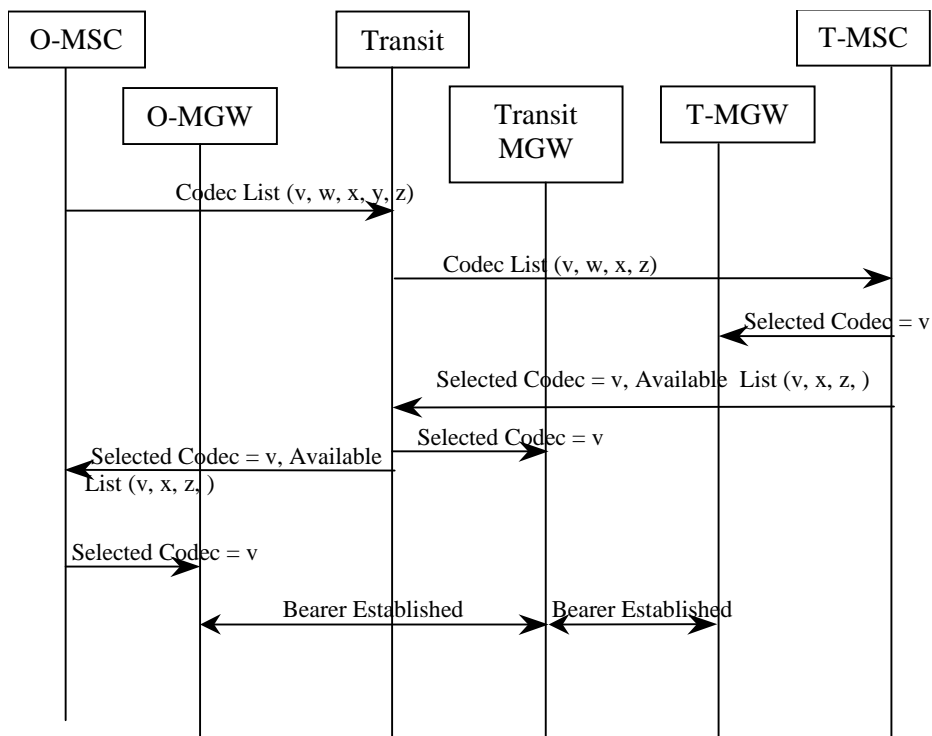 O-MSC
Transit
T-MSC
O-MGW
Transit
MGW
T-MGW
Codec List (v, w, x, y, z)
Codec List (v, w, x, z)
Selected Codec = v
Selected Codec = v, Available List (v, x, z, )
Selected Codec = v
Selected Codec = v, Available
List (v, x, z, )
Selected Codec = v
Bearer Established
Bearer Established